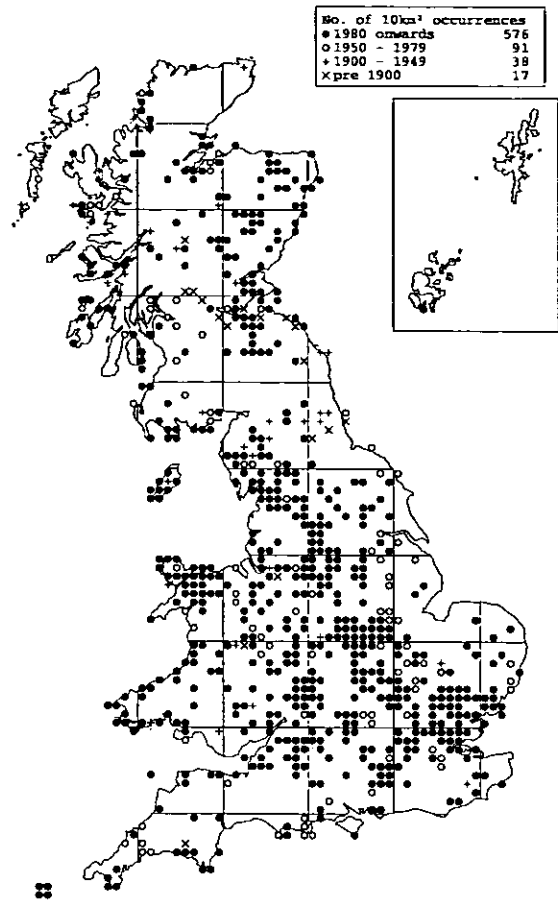 No. of 10km² occurrences
● 1980 onwards 576
○ 1950 - 1979 91
+ 1900 - 1949 38
× pre 1900 17